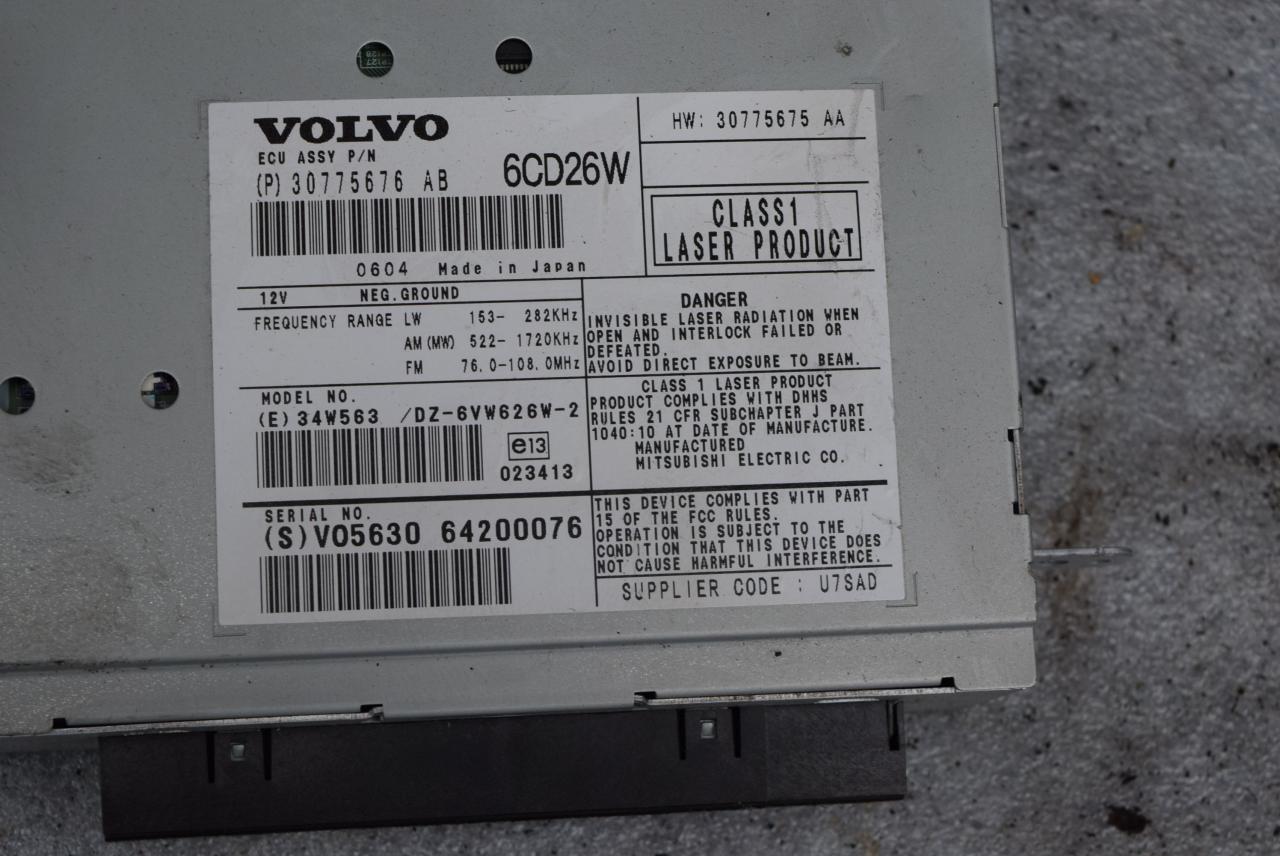 VOLVO
ECU ASSY P/N
(P) 30775676 AB
6CD26W
0604 Made in Japan
HW: 30775675 AA
CLASS1
LASER PRODUCT
12V NEG.GROUND
FREQUENCY RANGE LW 153- 282KHz
AM(MW) 522- 1720KHz
FM 76.0-108.0MHz
DANGER
INVISIBLE LASER RADIATION WHEN
OPEN AND INTERLOCK FAILED OR
DEFEATED.
AVOID DIRECT EXPOSURE TO BEAM.
MODEL NO.
(E) 34W563 /DZ-6VW626W-2
e13
023413
CLASS 1 LASER PRODUCT
PRODUCT COMPLIES WITH DHHS
RULES 21 CFR SUBCHAPTER J PART
1040:10 AT DATE OF MANUFACTURE.
MANUFACTURED
MITSUBISHI ELECTRIC CO.
SERIAL NO.
(S) VO5630 64200076
THIS DEVICE COMPLIES WITH PART
15 OF THE FCC RULES.
OPERATION IS SUBJECT TO THE
CONDITION THAT THIS DEVICE DOES
NOT CAUSE HARMFUL INTERFERENCE.
SUPPLIER CODE : U7SAD